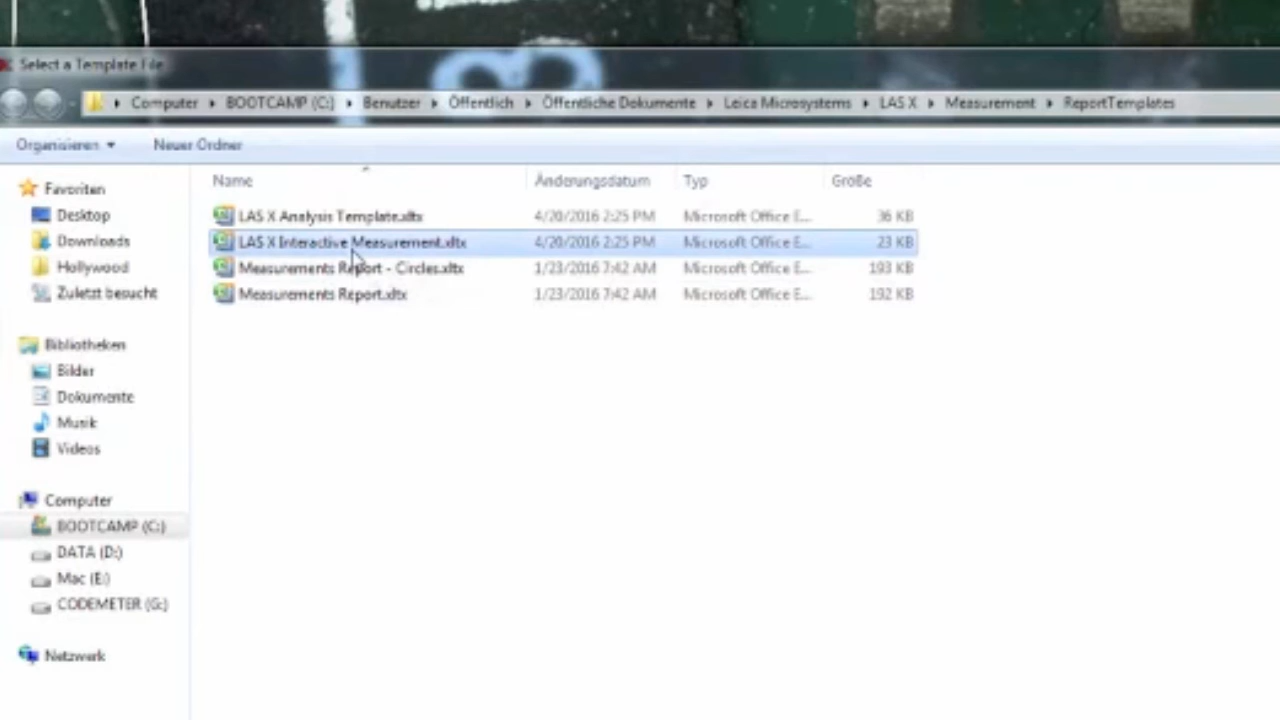 Select a Template File
Computer BOOTCAMP (C:) Benutzer Öffentlich Öffentliche Dokumente Leica Microsystems LAS X Measurement ReportTemplates
Organisieren Neuer Ordner
Name Änderungsdatum Typ Größe
LAS X Analysis Template.xltx 4/20/2016 2:25 PM Microsoft Office E... 36 KB
LAS X Interactive Measurement.xltx 4/20/2016 2:25 PM Microsoft Office E... 23 KB
Measurements Report - Circles.xltx 1/23/2016 7:42 AM Microsoft Office E... 193 KB
Measurements Report.xltx 1/23/2016 7:42 AM Microsoft Office E... 192 KB
Favoriten
Desktop
Downloads
Hollywood
Zuletzt besucht
Bibliotheken
Bilder
Dokumente
Musik
Videos
Computer
BOOTCAMP (C:)
DATA (D:)
Mac (E:)
CODEMETER (G:)
Netzwerk